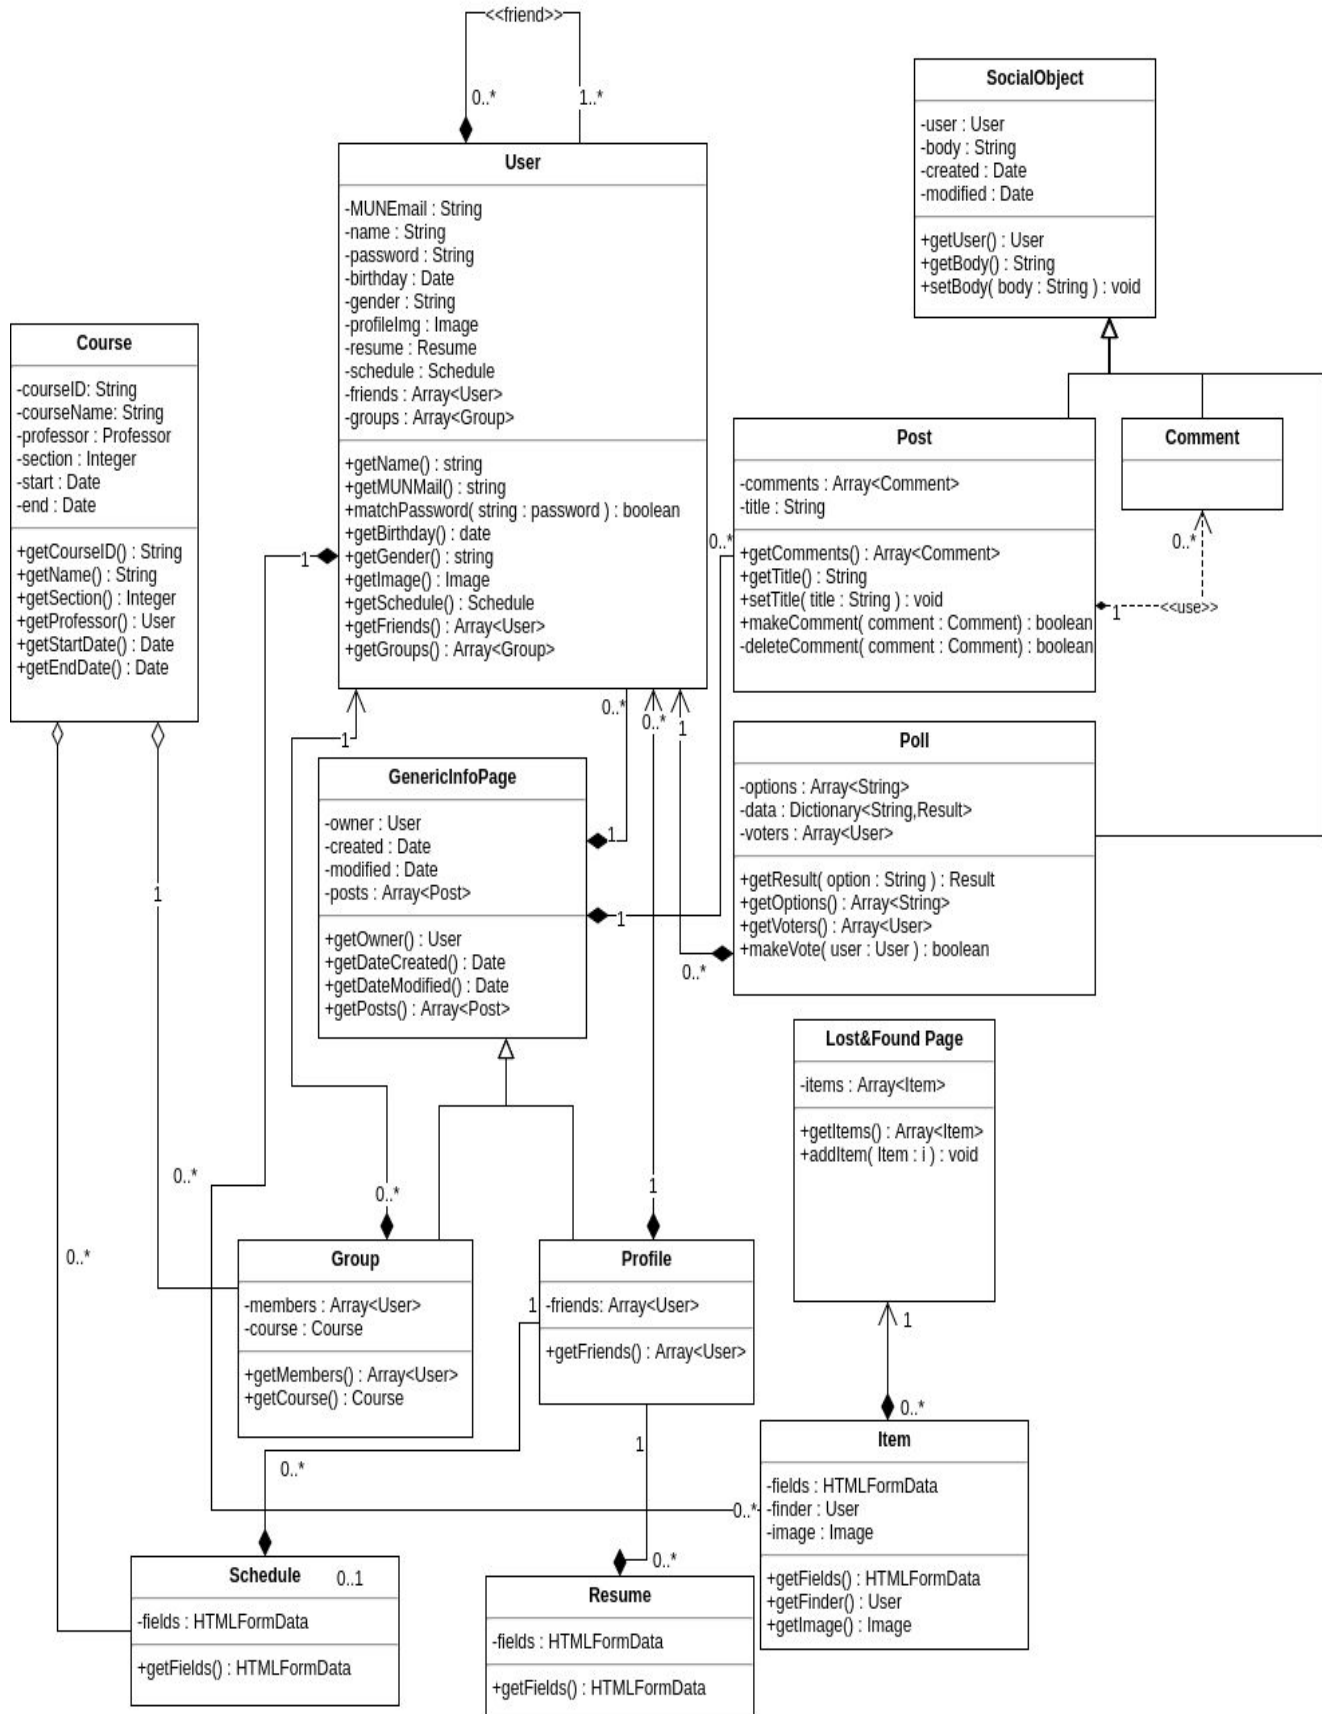 <<friend>>
0..*
1..*
User
-MUNEmail : String
-name : String
-password : String
-birthday : Date
-gender : String
-profileImg : Image
-resume : Resume
-schedule : Schedule
-friends : Array<User>
-groups : Array<Group>
+getName() : string
+getMUNMail() : string
+matchPassword( string : password ) : boolean
+getBirthday() : date
+getGender() : string
+getImage() : Image
+getSchedule() : Schedule
+getFriends() : Array<User>
+getGroups() : Array<Group>
SocialObject
-user : User
-body : String
-created : Date
-modified : Date
+getUser() : User
+getBody() : String
+setBody( body : String ) : void
Course
-courseID: String
-courseName: String
-professor : Professor
-section : Integer
-start : Date
-end : Date
+getCourseID() : String
+getName() : String
+getSection() : Integer
+getProfessor() : User
+getStartDate() : Date
+getEndDate() : Date
1
0..*
Post
-comments : Array<Comment>
-title : String
+getComments() : Array<Comment>
+getTitle() : String
+setTitle( title : String ) : void
+makeComment( comment : Comment) : boolean
-deleteComment( comment : Comment) : boolean
Comment
0..*
1
<<use>>
0..*
0..*
1
1
GenericInfoPage
-owner : User
-created : Date
-modified : Date
-posts : Array<Post>
+getOwner() : User
+getDateCreated() : Date
+getDateModified() : Date
+getPosts() : Array<Post>
1
1
Poll
-options : Array<String>
-data : Dictionary<String,Result>
-voters : Array<User>
+getResult( option : String ) : Result
+getOptions() : Array<String>
+getVoters() : Array<User>
+makeVote( user : User ) : boolean
0..*
1
0..*
0..*
0..*
1
Lost&Found Page
-items : Array<Item>
+getItems() : Array<Item>
+addItem( Item : i ) : void
1
0..*
Group
-members : Array<User>
-course : Course
+getMembers() : Array<User>
+getCourse() : Course
1
Profile
-friends: Array<User>
+getFriends() : Array<User>
0..*
1
0..*
Item
-fields : HTMLFormData
-finder : User
-image : Image
+getFields() : HTMLFormData
+getFinder() : User
+getImage() : Image
Schedule
0..1
-fields : HTMLFormData
+getFields() : HTMLFormData
0..*
Resume
-fields : HTMLFormData
+getFields() : HTMLFormData